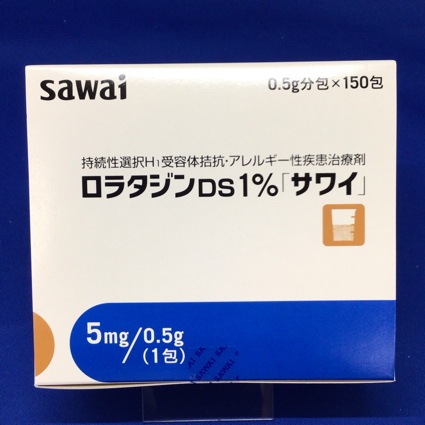 sawai
0.5g分包×150包
持続性選択H₁受容体拮抗・アレルギー性疾患治療剤
ロラタジンDS1%「サワイ」
5mg/0.5g
(1包)
SAWAI